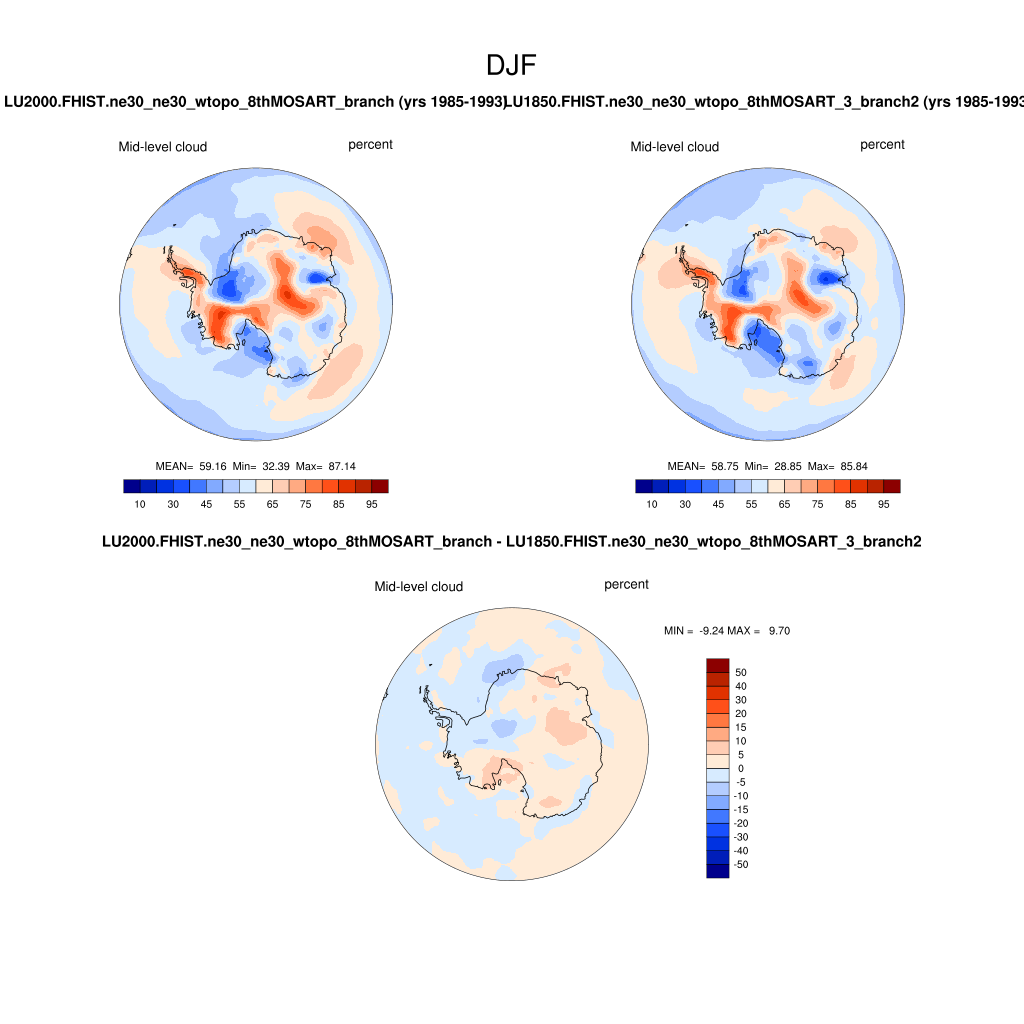 DJF
LU2000.FHIST.ne30_ne30_wtopo_8thMOSART_branch (yrs 1985-1993)
LU1850.FHIST.ne30_ne30_wtopo_8thMOSART_3_branch2 (yrs 1985-1993
Mid-level cloud percent
Mid-level cloud percent
MEAN= 59.16 Min= 32.39 Max= 87.14
MEAN= 58.75 Min= 28.85 Max= 85.84
10 30 45 55 65 75 85 95
10 30 45 55 65 75 85 95
LU2000.FHIST.ne30_ne30_wtopo_8thMOSART_branch - LU1850.FHIST.ne30_ne30_wtopo_8thMOSART_3_branch2
Mid-level cloud percent
MIN = -9.24 MAX = 9.70
50
40
30
20
15
10
5
0
-5
-10
-15
-20
-30
-40
-50